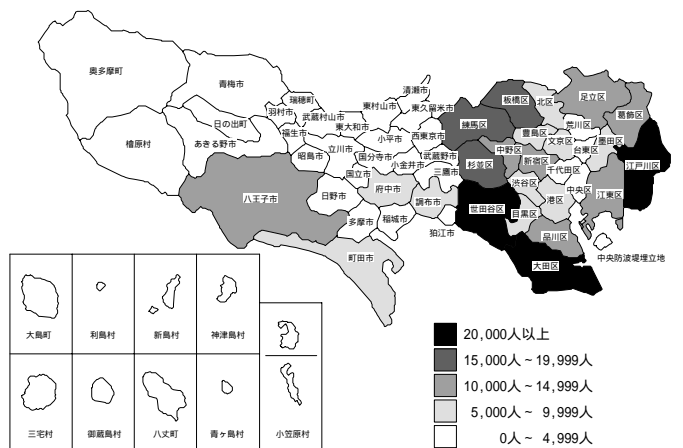 奥多摩町
青梅市
檜原村
日の出町
あきる野市
瑞穂町
羽村市
福生市
武蔵村山市
東大和市
東村山市
清瀬市
東久留米市
昭島市
立川市
国分寺市
小平市
小金井市
西東京市
武蔵野市
三鷹市
国立市
府中市
調布市
八王子市
日野市
多摩市
稲城市
狛江市
町田市
練馬区
板橋区
北区
足立区
葛飾区
豊島区
荒川区
文京区
台東区
墨田区
江戸川区
中野区
杉並区
新宿区
千代田区
渋谷区
中央区
港区
江東区
世田谷区
目黒区
品川区
大田区
中央防波堤埋立地
大島町
利島村
新島村
神津島村
三宅村
御蔵島村
八丈町
青ヶ島村
小笠原村
20,000人以上
15,000人~19,999人
10,000人~14,999人
5,000人~ 9,999人
0人~ 4,999人